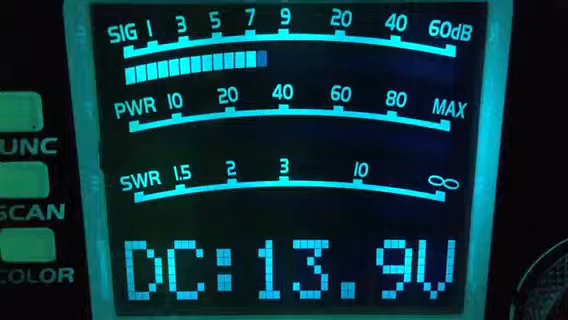 SIG 1 3 5 7 9 20 40 60dB
PWR 10 20 40 60 80 MAX
SWR 1.5 2 3 10 ∞
DC:13.9V
UNC
SCAN
COLOR